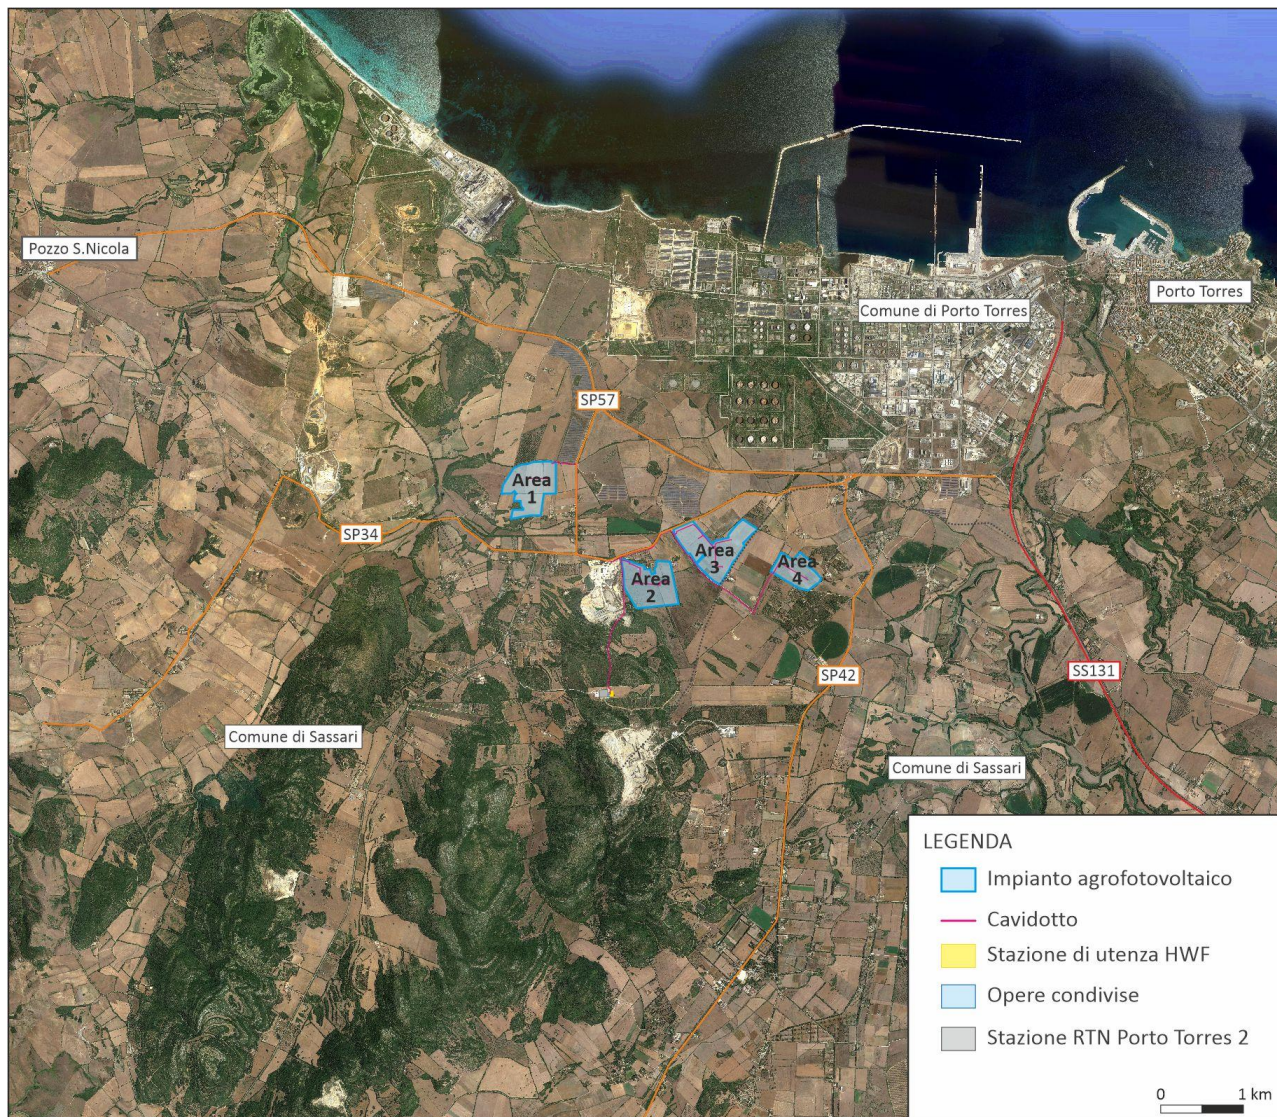 Pozzo S.Nicola
Porto Torres
Comune di Porto Torres
SP57
Area
1
SP34
Area
3
Area
4
Area
2
SS131
SP42
Comune di Sassari
Comune di Sassari
LEGENDA
Impianto agrofotovoltaico
Cavidotto
Stazione di utenza HWF
Opere condivise
Stazione RTN Porto Torres 2
0 1 km